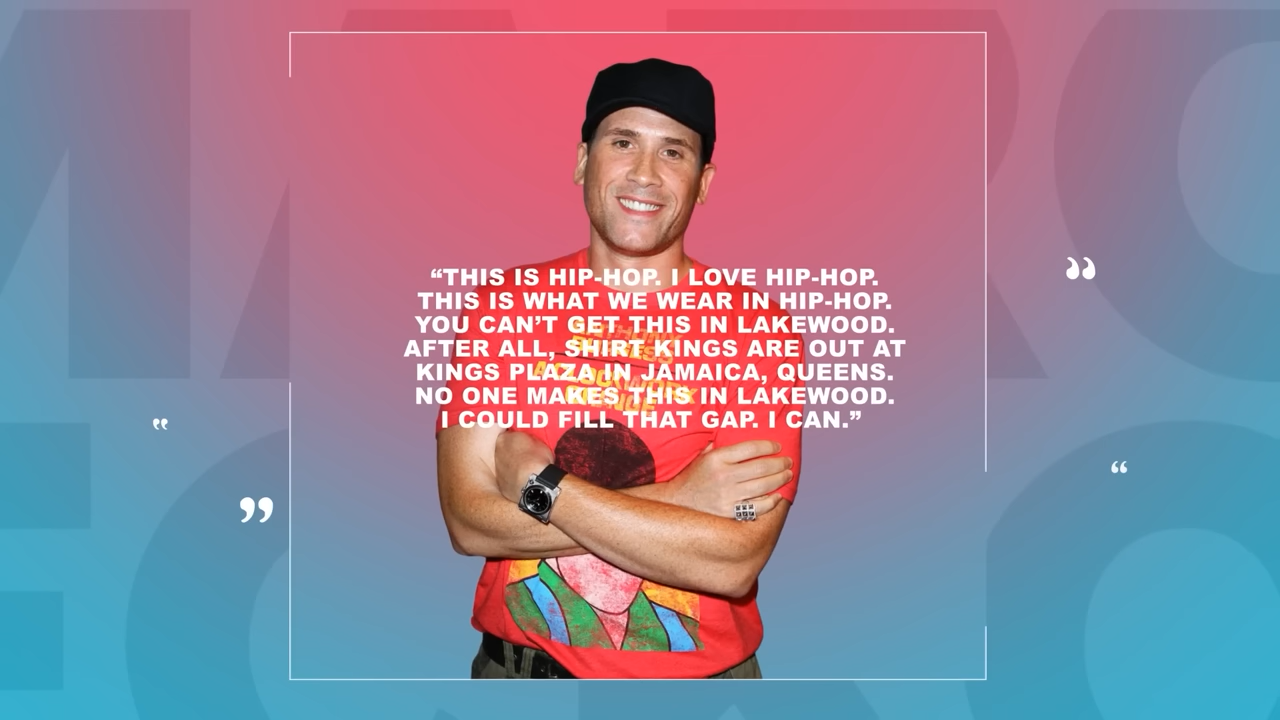 “THIS IS HIP-HOP. I LOVE HIP-HOP.
THIS IS WHAT WE WEAR IN HIP-HOP.
YOU CAN’T GET THIS IN LAKEWOOD.
AFTER ALL, SHIRT KINGS ARE OUT AT
KINGS PLAZA IN JAMAICA, QUEENS.
NO ONE MAKES THIS IN LAKEWOOD.
I COULD FILL THAT GAP. I CAN.”